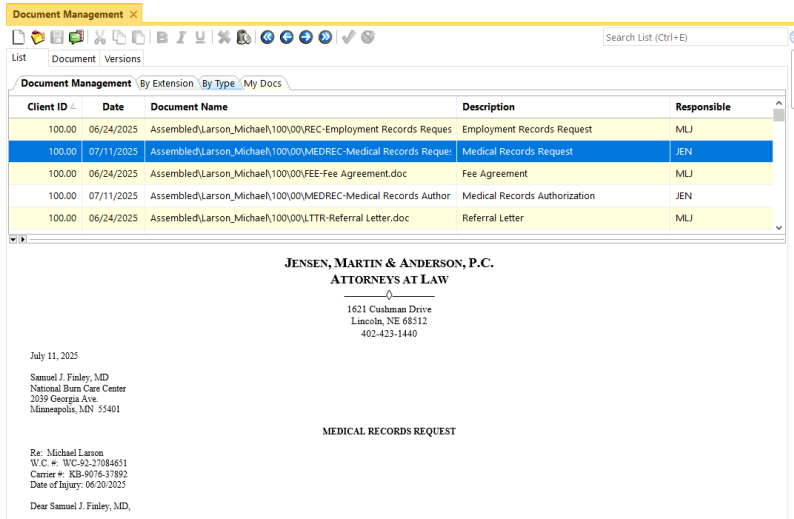 Document Management
Search List (Ctrl+E)
List Document Versions
Document Management By Extension By Type My Docs
Client ID Date Document Name Description Responsible
100.00 06/24/2025 Assembled\Larson_Michael\100\00\REC-Employment Records Reques Employment Records Request MLJ
100.00 07/11/2025 Assembled\Larson_Michael\100\00\MEDREC-Medical Records Reque: Medical Records Request JEN
100.00 06/24/2025 Assembled\Larson_Michael\100\00\FEE-Fee Agreement.doc Fee Agreement MLJ
100.00 07/11/2025 Assembled\Larson_Michael\100\00\MEDREC-Medical Records Author Medical Records Authorization JEN
100.00 06/24/2025 Assembled\Larson_Michael\100\00\LTTR-Referral Letter.doc Referral Letter MLJ
JENSEN, MARTIN & ANDERSON, P.C.
ATTORNEYS AT LAW
1621 Cushman Drive
Lincoln, NE 68512
402-423-1440
July 11, 2025
Samuel J. Finley, MD
National Burn Care Center
2039 Georgia Ave.
Minneapolis, MN 55401
MEDICAL RECORDS REQUEST
Re: Michael Larson
W.C. #: WC-92-27084651
Carrier #: KB-9076-37892
Date of Injury: 06/20/2025
Dear Samuel J. Finley, MD,